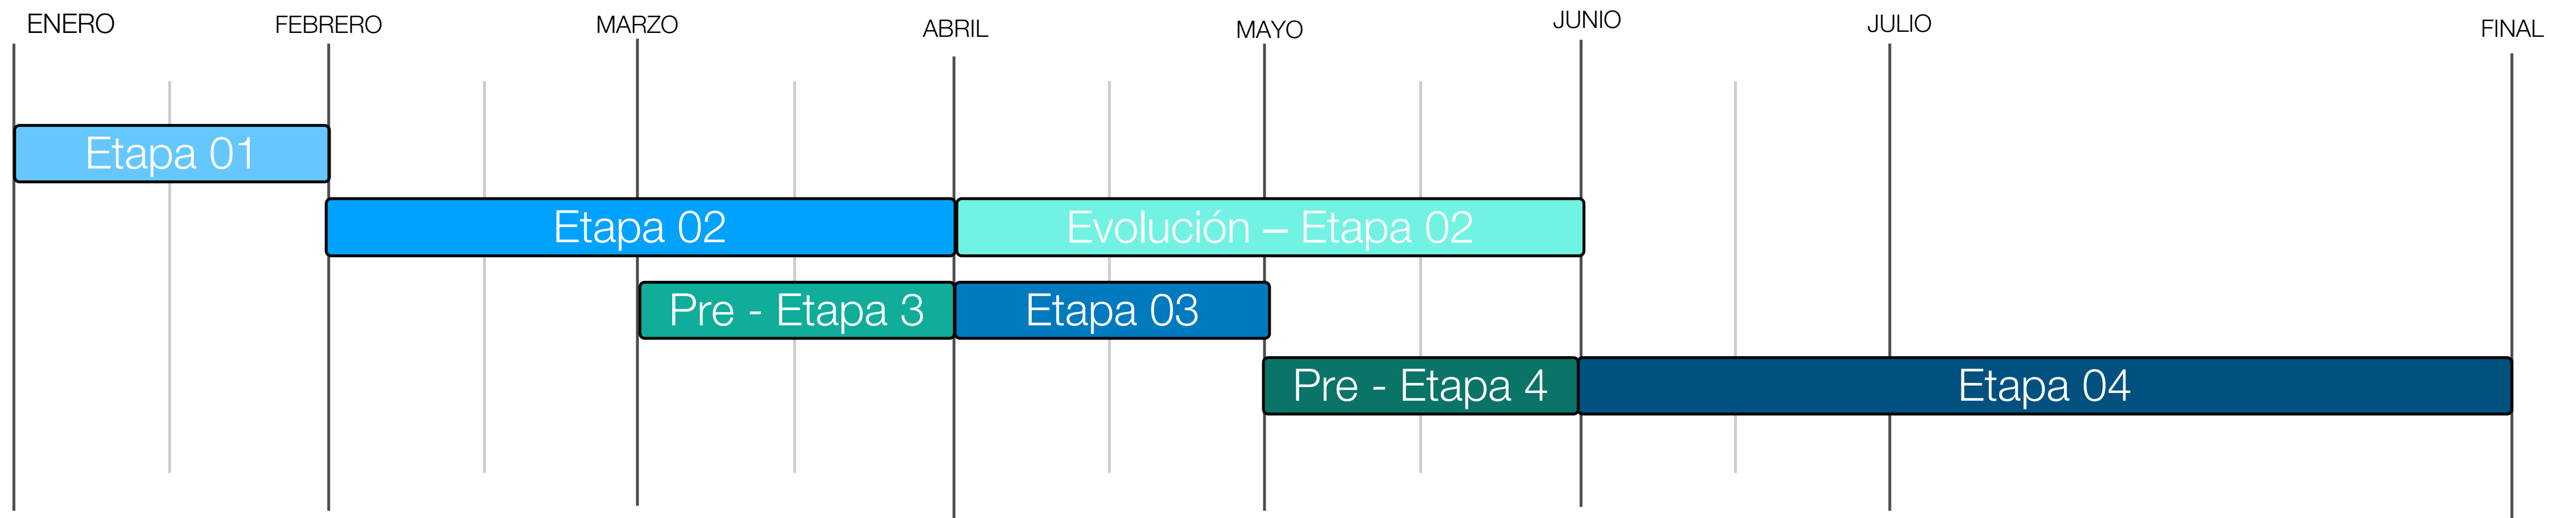 ENERO
FEBRERO
MARZO
ABRIL
MAYO
JUNIO
JULIO
FINAL
Etapa 01
Etapa 02
Evolución – Etapa 02
Pre - Etapa 3
Etapa 03
Pre - Etapa 4
Etapa 04